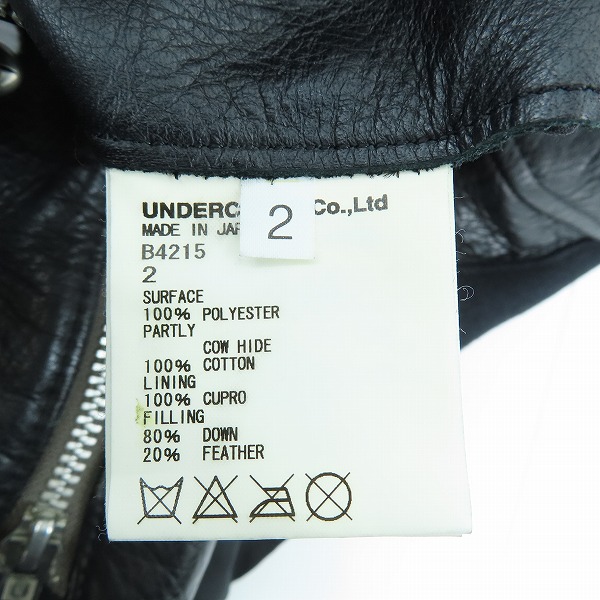 UNDERC Co.,Ltd
2
MADE IN JAP
B4215
2
SURFACE
100% POLYESTER
PARTLY
COW HIDE
100% COTTON
LINING
100% CUPRO
FILLING
80% DOWN
20% FEATHER